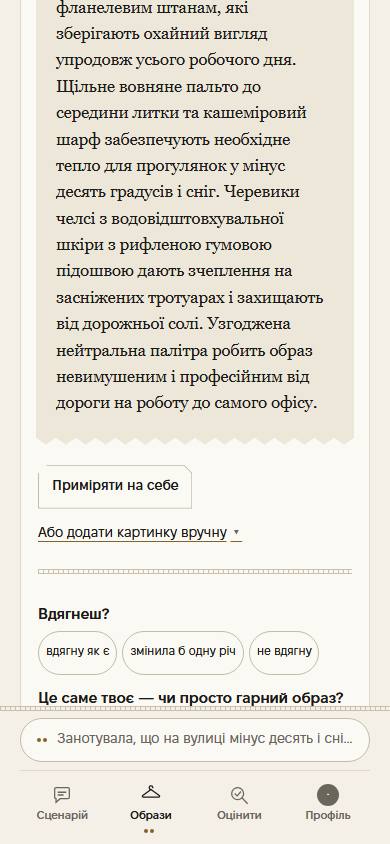 фланелевим штанам, які
зберігають охайний вигляд
упродовж усього робочого дня.
Щільне вовняне пальто до
середини литки та кашеміровий
шарф забезпечують необхідне
тепло для прогулянок у мінус
десять градусів і сніг. Черевики
челсі з водовідштовхувальної
шкіри з рифленою гумовою
підошвою дають зчеплення на
засніжених тротуарах і захищають
від дорожньої солі. Узгоджена
нейтральна палітра робить образ
невимушеним і професійним від
дороги на роботу до самого офісу.
Приміряти на себе
Або додати картинку вручну
Вдягнеш?
вдягну як є змінила б одну річ не вдягну
Це саме твоє — чи просто гарний образ?
Занотувала, що на вулиці мінус десять і сні…
Сценарій Образи Оцінити Профіль